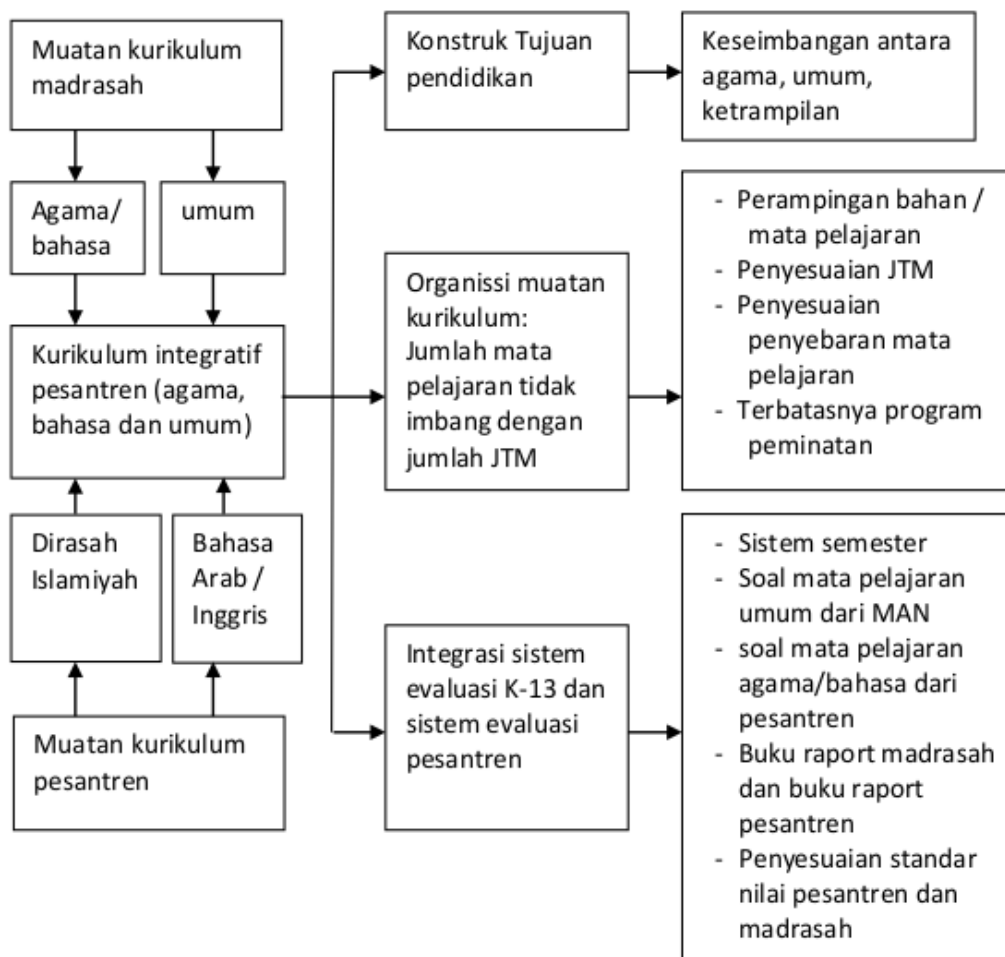 Muatan kurikulum
madrasah
Agama/
bahasa
umum
Kurikulum integratif
pesantren (agama,
bahasa dan umum)
Dirasah
Islamiyah
Bahasa
Arab /
Inggris
Muatan kurikulum
pesantren
Konstruk Tujuan
pendidikan
Organissi muatan
kurikulum:
Jumlah mata
pelajaran tidak
imbang dengan
jumlah JTM
Integrasi sistem
evaluasi K-13 dan
sistem evaluasi
pesantren
Keseimbangan antara
agama, umum,
ketrampilan
- Perampingan bahan /
mata pelajaran
- Penyesuaian JTM
- Penyesuaian
penyebaran mata
pelajaran
- Terbatasnya program
peminatan
- Sistem semester
- Soal mata pelajaran
umum dari MAN
- soal mata pelajaran
agama/bahasa dari
pesantren
- Buku raport madrasah
dan buku raport
pesantren
- Penyesuaian standar
nilai pesantren dan
madrasah